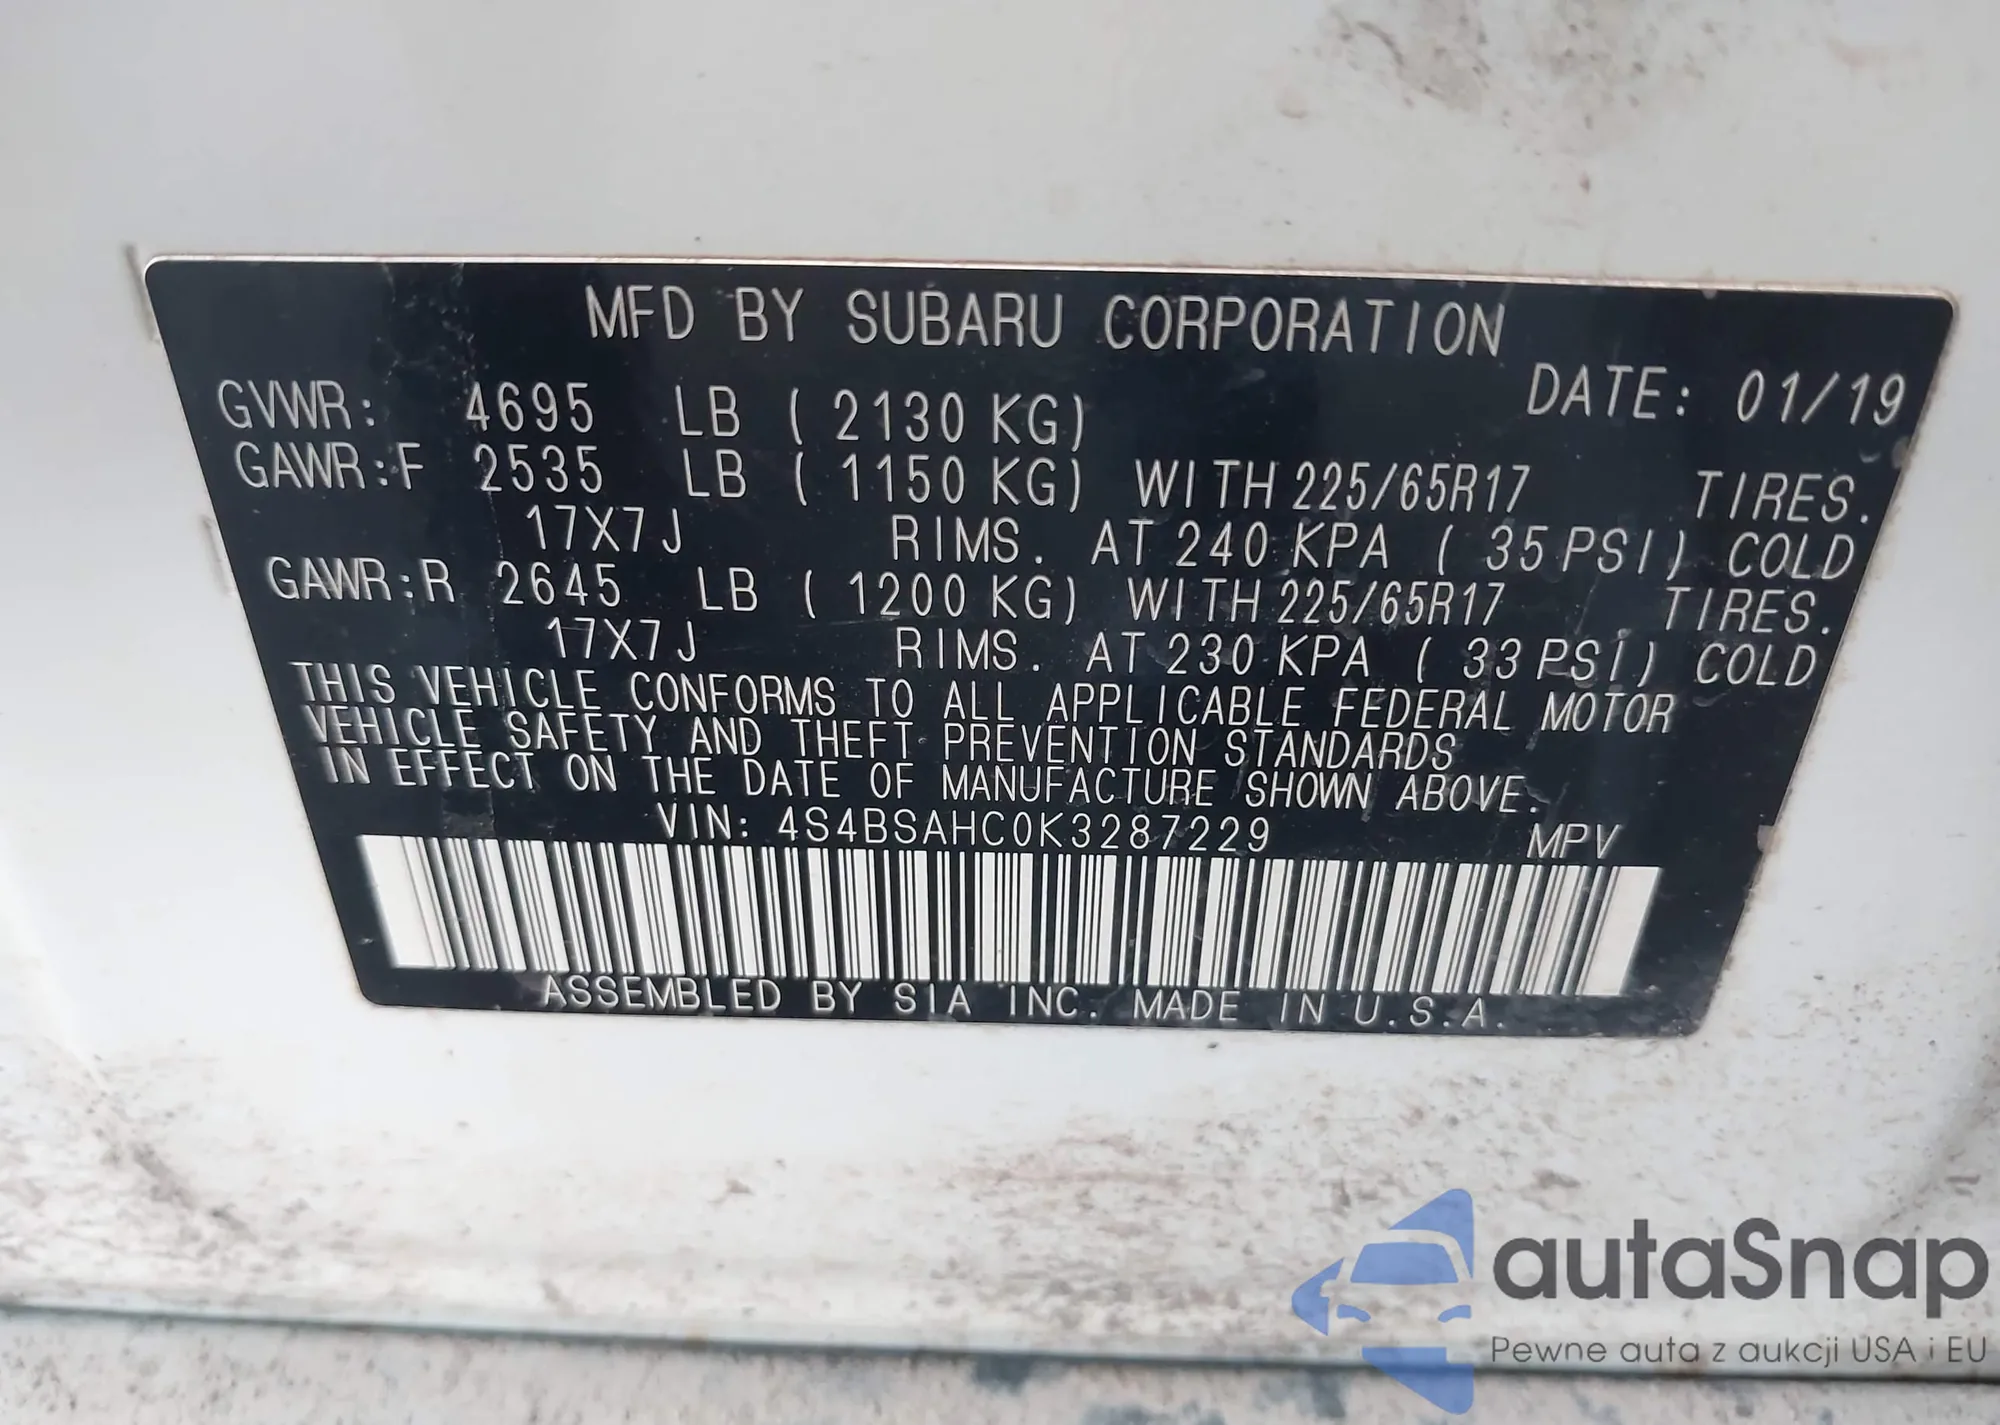 MFD BY SUBARU CORPORATION
DATE: 01/19
GVWR: 4695 LB ( 2130 KG)
GAWR:F 2535 LB ( 1150 KG) WITH 225/65R17 TIRES.
17X7J RIMS. AT 240 KPA ( 35 PSI) COLD
GAWR:R 2645 LB ( 1200 KG) WITH 225/65R17 TIRES.
17X7J RIMS. AT 230 KPA ( 33 PSI) COLD
THIS VEHICLE CONFORMS TO ALL APPLICABLE FEDERAL MOTOR
VEHICLE SAFETY AND THEFT PREVENTION STANDARDS
IN EFFECT ON THE DATE OF MANUFACTURE SHOWN ABOVE.
VIN: 4S4BSAHC0K3287229 MPV
ASSEMBLED BY SIA INC. MADE IN U.S.A.
autaSnap
Pewne auta z aukcji USA i EU